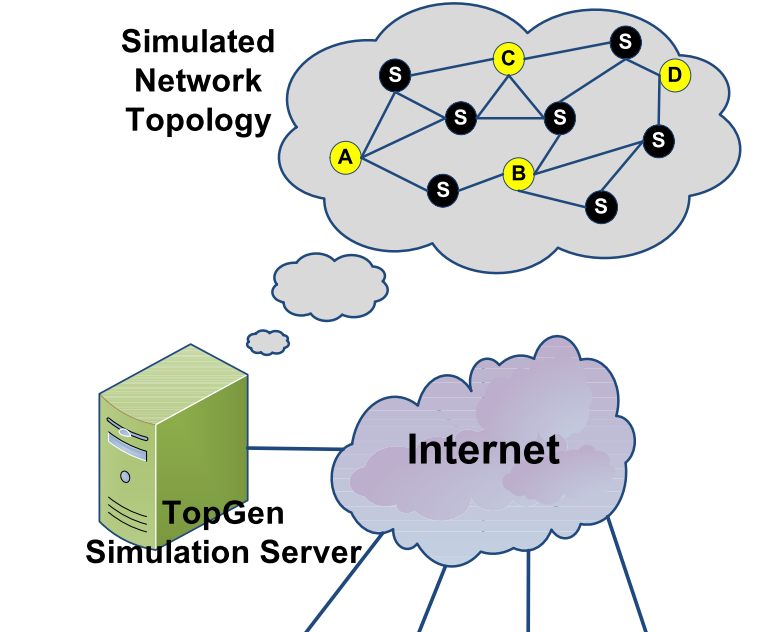 Simulated
Network
Topology
S
C
S
D
S
S
S
A
B
S
S
Internet
TopGen
Simulation Server